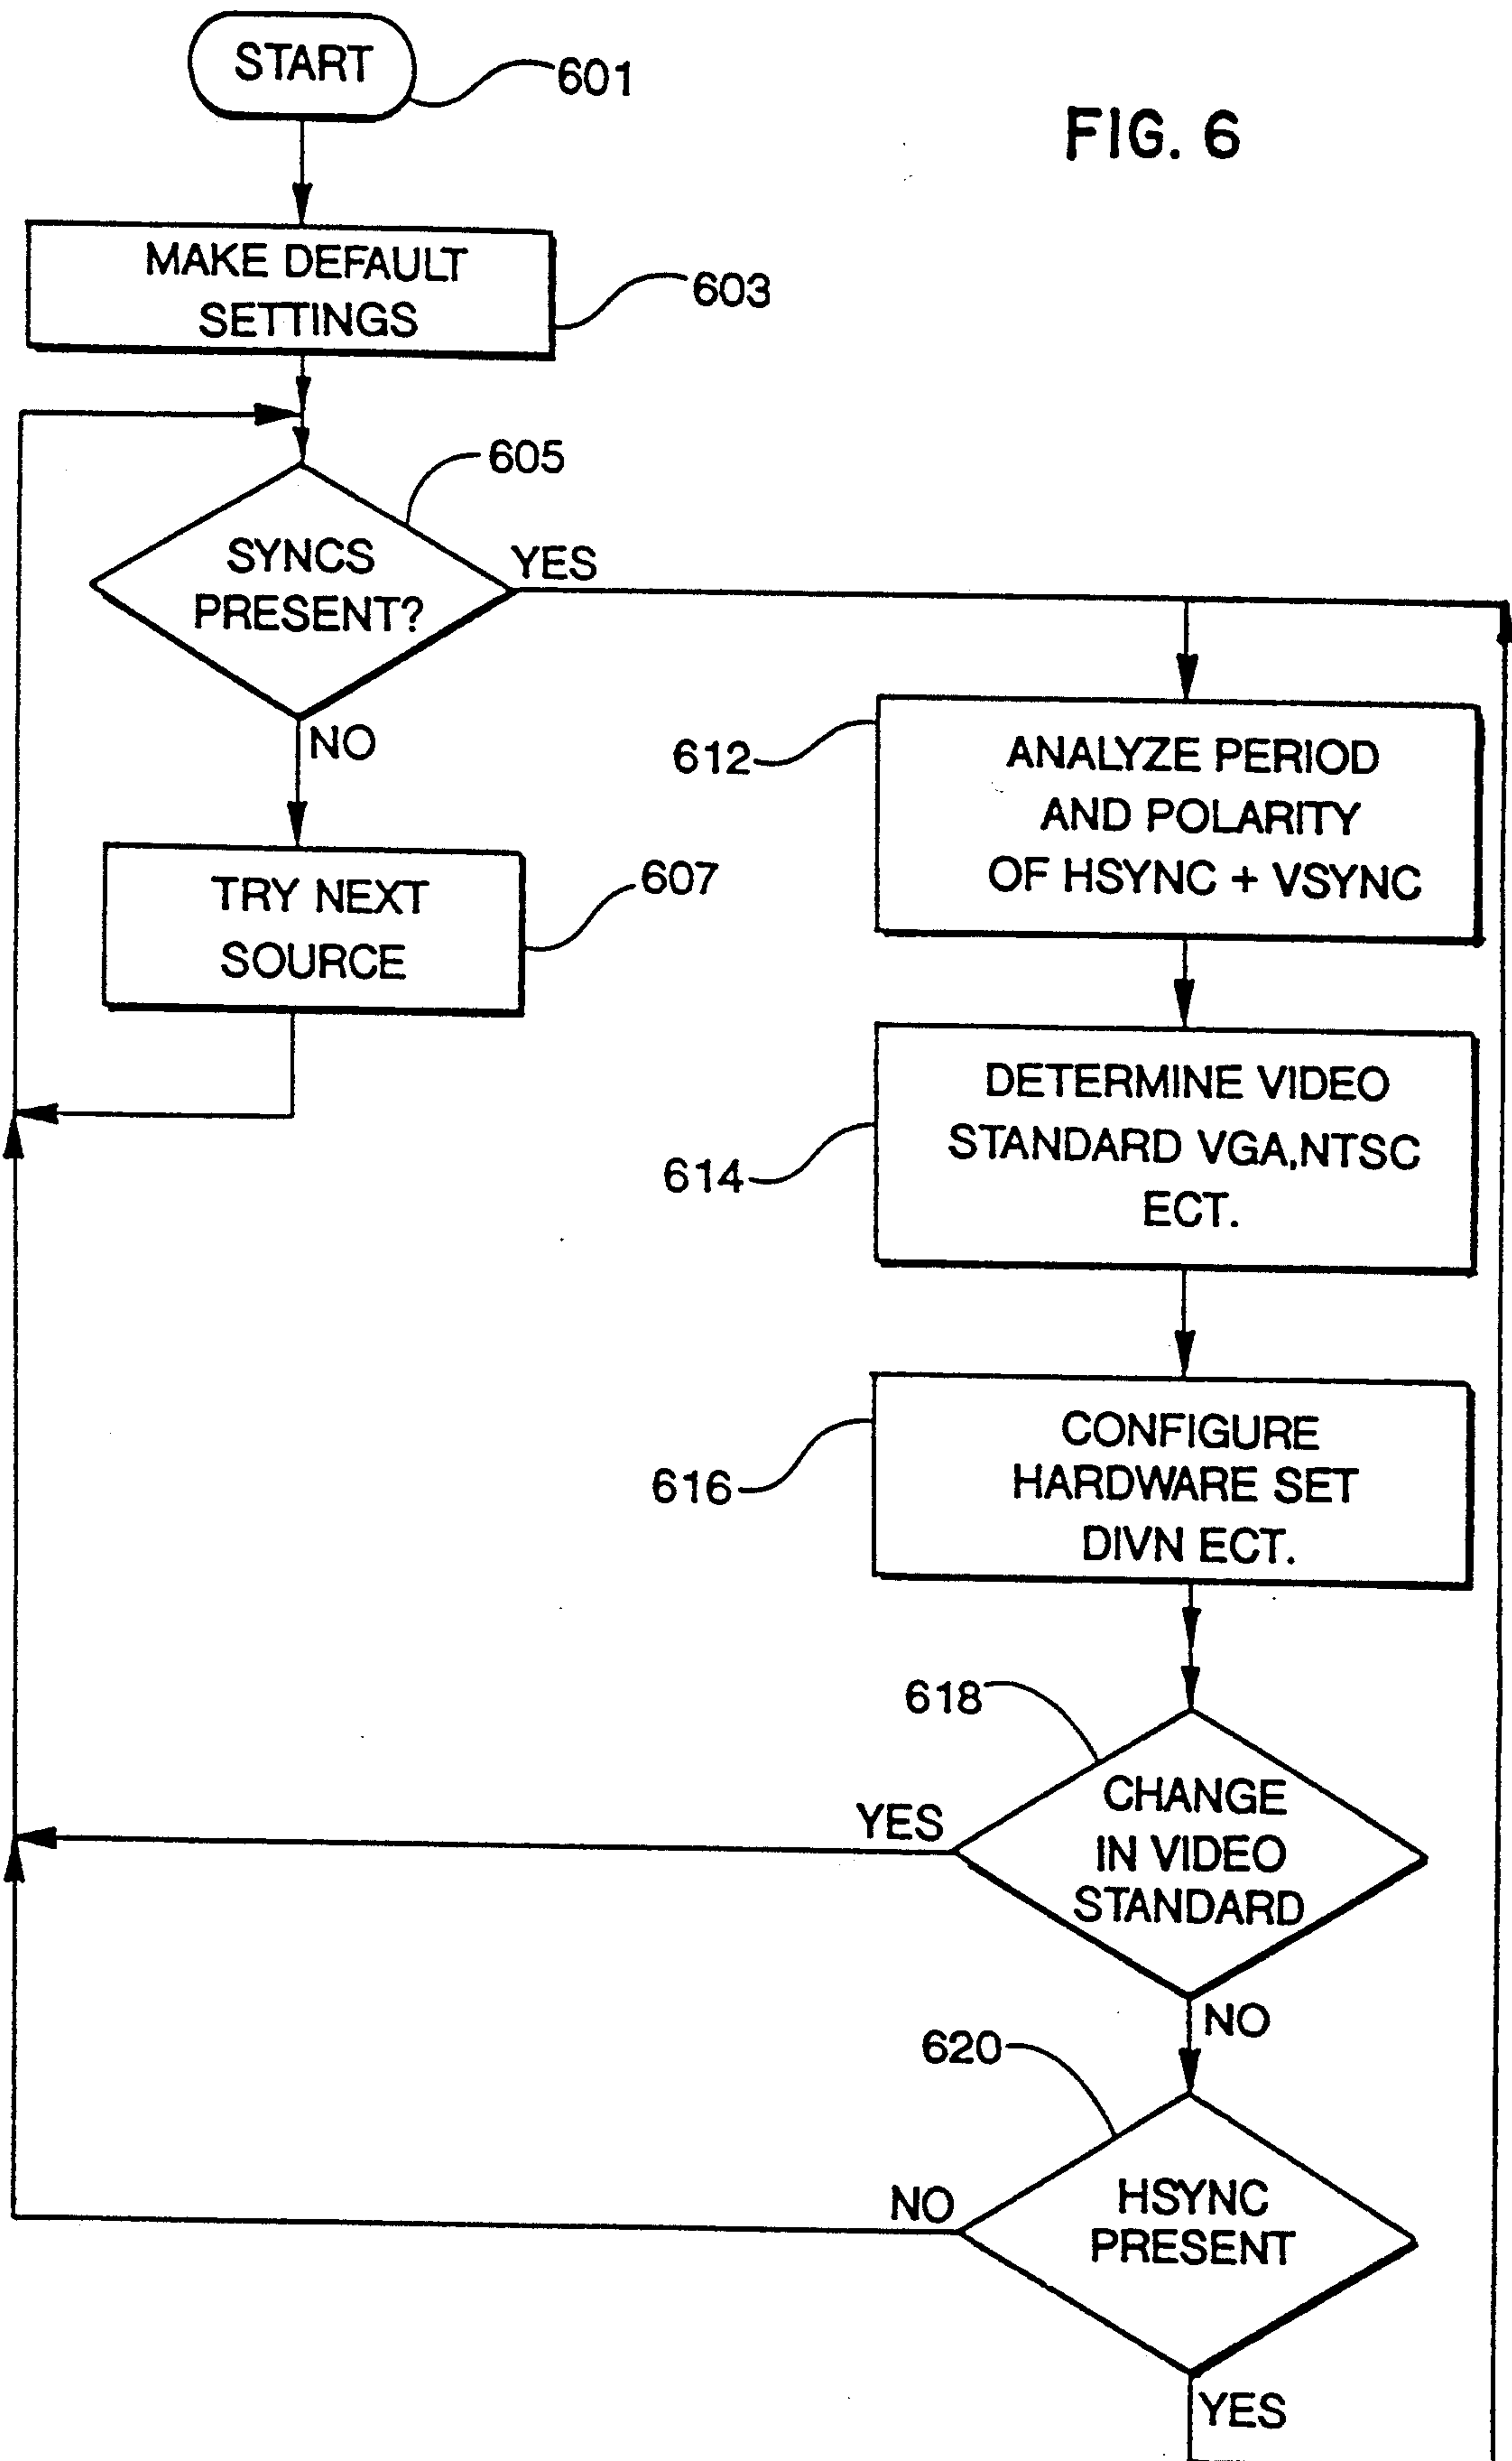 START
601
FIG. 6
MAKE DEFAULT
SETTINGS
603
605
SYNCS
PRESENT?
YES
NO
612
ANALYZE PERIOD
AND POLARITY
OF HSYNC + VSYNC
TRY NEXT
SOURCE
607
DETERMINE VIDEO
STANDARD VGA,NTSC
ECT.
614
CONFIGURE
HARDWARE SET
DIVN ECT.
616
618
CHANGE
IN VIDEO
STANDARD
YES
NO
620
HSYNC
PRESENT
NO
YES